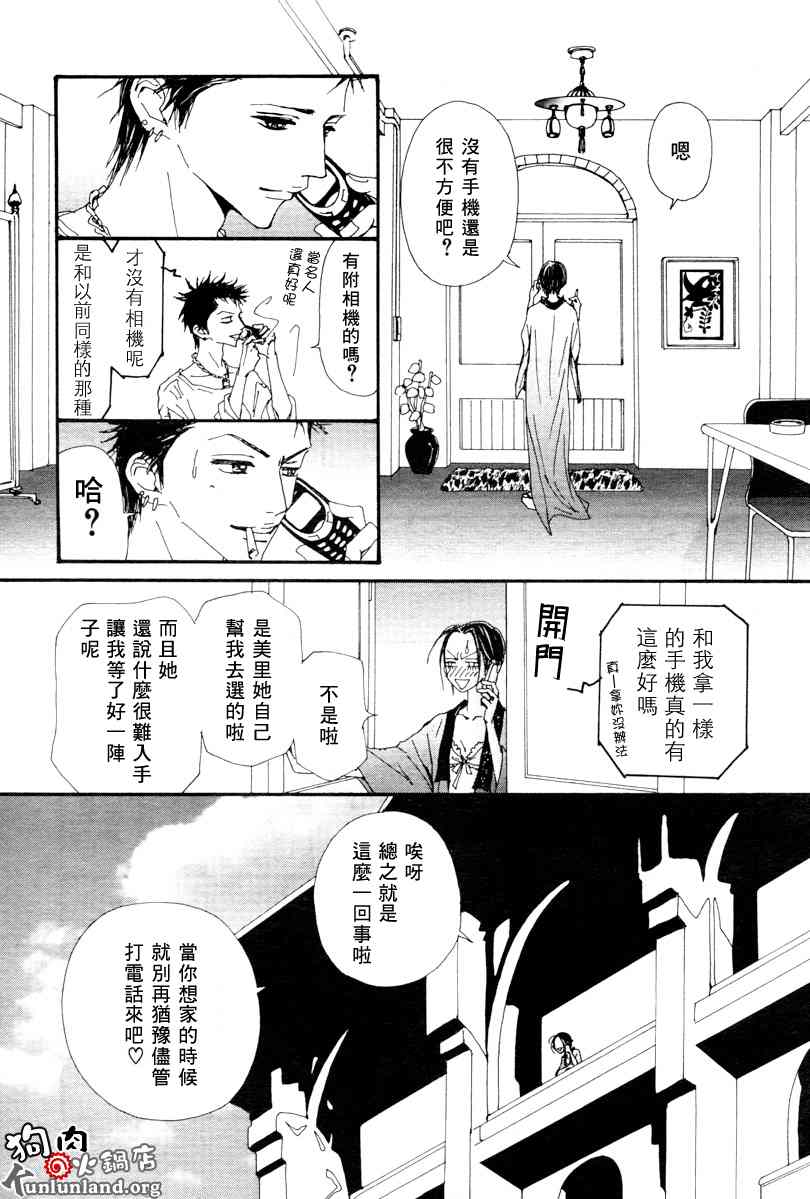 嗯
沒有手機還是
很不方便吧？
有附相機的嗎？
當名人
還真好呢
才沒有相機呢
是和以前同樣的那種
哈？
和我拿一樣
的手機真的有
這麼好嗎
真一拿妳沒辦法
開門
不是啦
是美里她自己
幫我去選的啦
而且她
還說什麼很難入手
讓我等了好一陣
子呢
唉呀
總之就是
這麼一回事啦
當你想家的時候
就別再猶豫儘管
打電話來吧♡
狗肉
火鍋店
Kunlunland.org